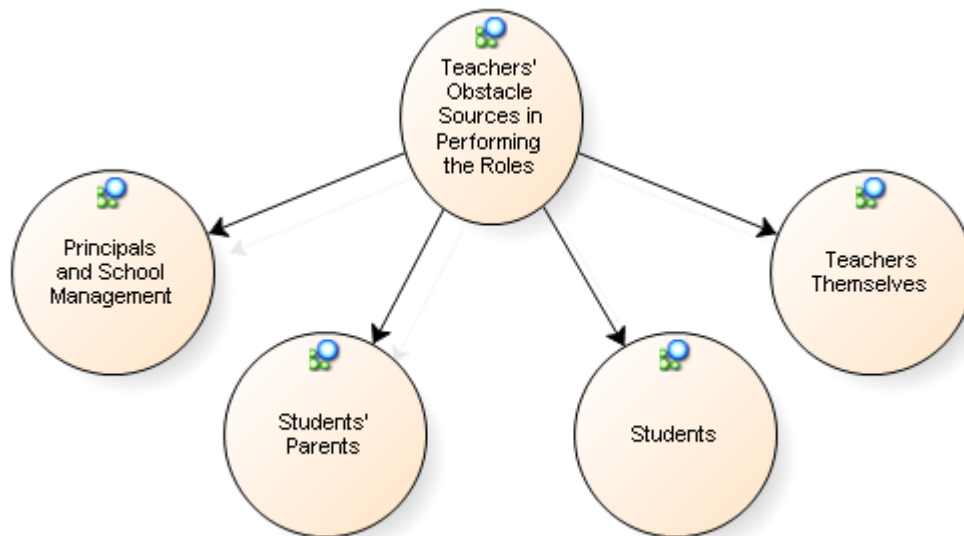 Teachers'
Obstacle
Sources in
Performing
the Roles
Principals
and School
Management
Teachers
Themselves
Students'
Parents
Students